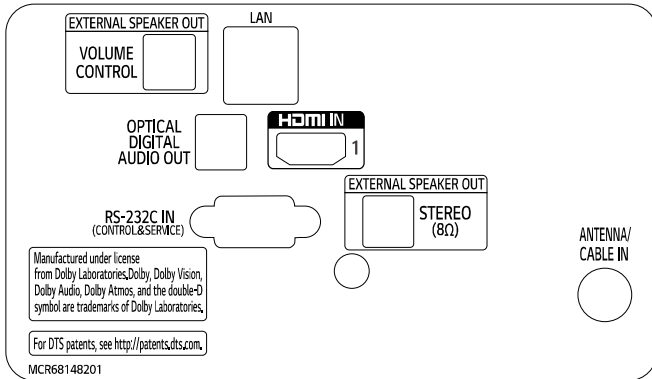 EXTERNAL SPEAKER OUT
VOLUME
CONTROL
LAN
OPTICAL
DIGITAL
AUDIO OUT
HDMI IN
1
EXTERNAL SPEAKER OUT
STEREO
(8Ω)
RS-232C IN
(CONTROL&SERVICE)
ANTENNA/
CABLE IN
Manufactured under license
from Dolby Laboratories.Dolby, Dolby Vision,
Dolby Audio, Dolby Atmos, and the double-D
symbol are trademarks of Dolby Laboratories.
For DTS patents, see http://patents.dts.com.
MCR68148201